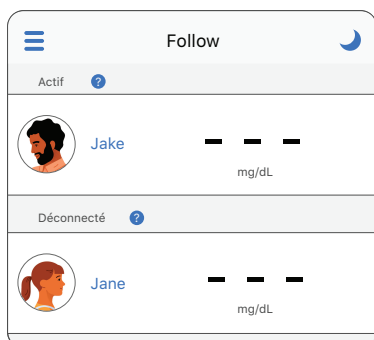 Follow
Actif ?
Jake
- - -
mg/dL
Déconnecté ?
Jane
- - -
mg/dL